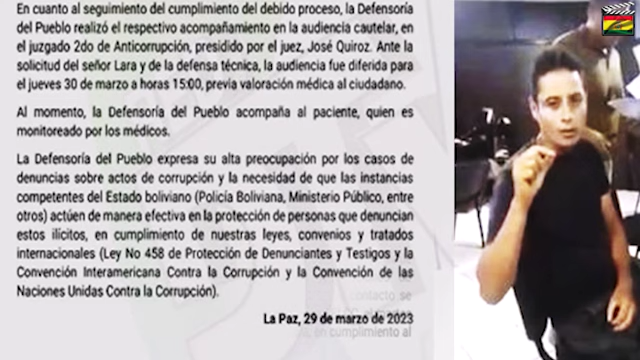 En cuanto al seguimiento del cumplimiento del debido proceso, la Defensoría
del Pueblo realizó el respectivo acompañamiento en la audiencia cautelar, en
el juzgado 2do de Anticorrupción, presidido por el juez, José Quiroz. Ante la
solicitud del señor Lara y de la defensa técnica, la audiencia fue diferida para
el jueves 30 de marzo a horas 15:00, previa valoración médica al ciudadano.
Al momento, la Defensoría del Pueblo acompaña al paciente, quien es
monitoreado por los médicos.
La Defensoría del Pueblo expresa su alta preocupación por los casos de
denuncias sobre actos de corrupción y la necesidad de que las instancias
competentes del Estado boliviano (Policía Boliviana, Ministerio Público, entre
otros) actúen de manera efectiva en la protección de personas que denuncian
estos ilícitos, en cumplimiento de nuestras leyes, convenios y tratados
internacionales (Ley No 458 de Protección de Denunciantes y Testigos y la
Convención Interamericana Contra la Corrupción y la Convención de las
Naciones Unidas Contra la Corrupción).
contacto se
La Paz, 29 de marzo de 2023
en cumplimiento al